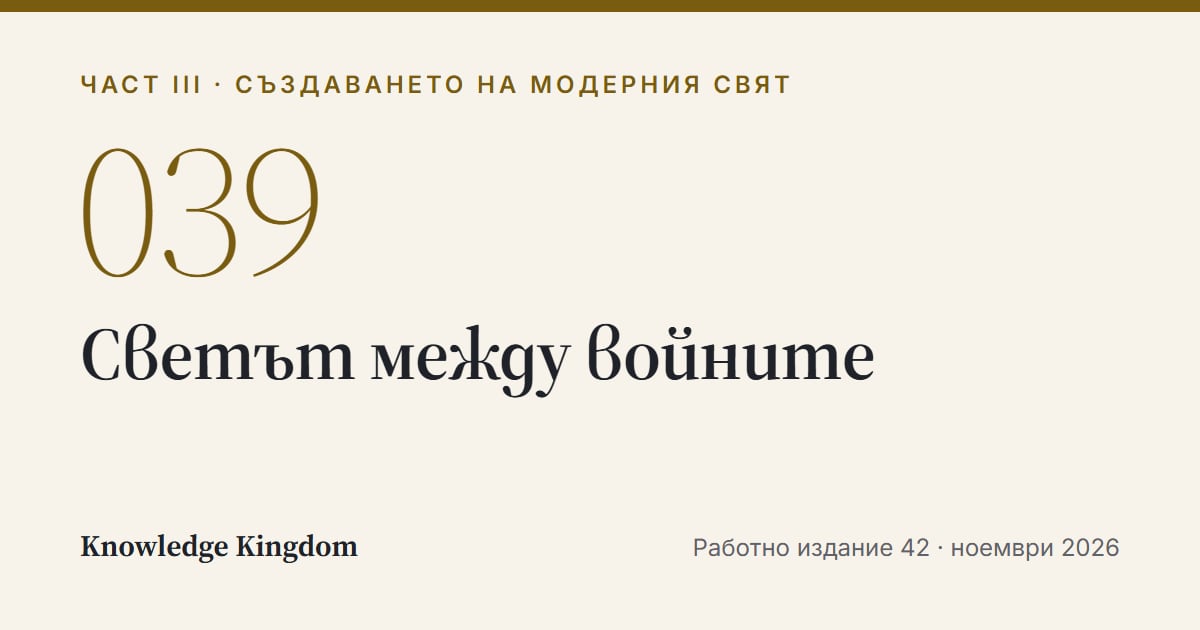 ЧАСТ III · СЪЗДАВАНЕТО НА МОДЕРНИЯ СВЯТ
039
Светът между войните
Knowledge Kingdom
Работно издание 42 · ноември 2026